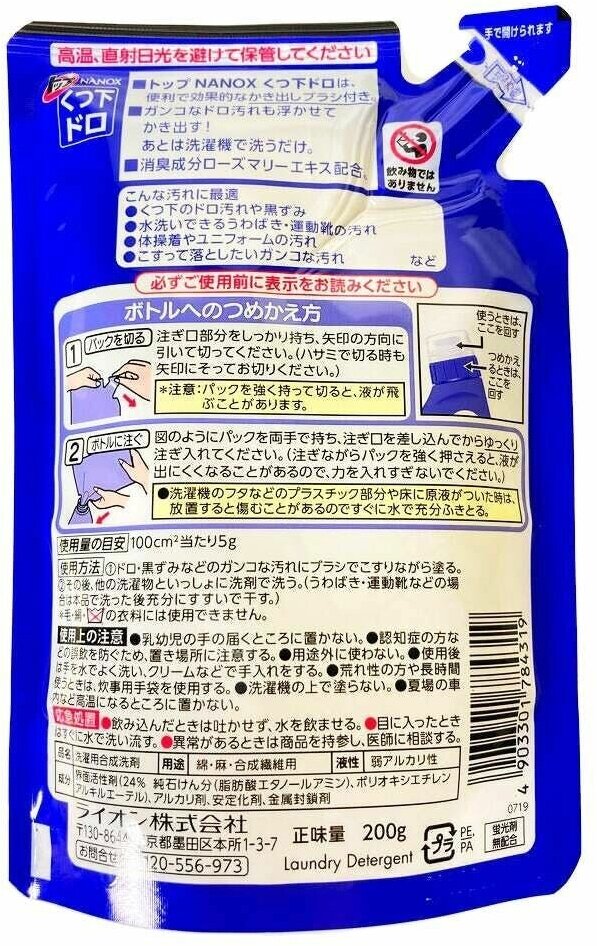 高温、直射日光を避けて保管してください
手で開けられます
トップ NANOX
くつ下
ドロ
■トップ NANOX くつ下ドロは、
便利で効果的なかき出しブラシ付き。
■ガンコなドロ汚れも浮かせて
かき出す！
あとは洗濯機で洗うだけ。
■消臭成分ローズマリーエキス配合。
飲み物では
ありません
こんな汚れに最適
●くつ下のドロ汚れや黒ずみ
●水洗いできるうわばき・運動靴の汚れ
●体操着やユニフォームの汚れ
●こすって落としたいガンコな汚れ など
必ずご使用前に表示をお読みください
ボトルへのつめかえ方
1 パックを切る
注ぎ口部分をしっかり持ち、矢印の方向に
引いて切ってください。（ハサミで切る時も
矢印にそってお切りください。）
*注意：パックを強く持って切ると、液が飛
ぶことがあります。
使うときは、
ここを回す
つめかえ
るときは、
ここを
回す
2 ボトルに注ぐ
図のようにパックを両手で持ち、注ぎ口を差し込んでからゆっくり
注ぎ入れてください。（注ぎながらパックを強く押さえると、液が
出にくくなることがあるので、力を入れすぎないでください。）
●洗濯機のフタなどのプラスチック部分や床に原液がついた時は、
放置すると傷むことがあるのですぐに水で充分ふきとる。
使用量の目安 100cm²当たり5g
使用方法 ①ドロ・黒ずみなどのガンコな汚れにブラシでこすりながら塗る。
②その後、他の洗濯物といっしょに洗剤で洗う。（うわばき・運動靴などの場
合は本品で洗った後充分にすすいで干す。）
*毛・絹・の衣料には使用できません。
使用上の注意 ●乳幼児の手の届くところに置かない。●認知症の方な
どの誤飲を防ぐため、置き場所に注意する。●用途外に使わない。●使用後
は手を水でよく洗い、クリームなどで手入れをする。●荒れ性の方や長時間
使うときは、炊事用手袋を使用する。●洗濯機の上で塗らない。●夏場の車
内など高温になるところに置かない。
応急処置 ●飲み込んだときは吐かせず、水を飲ませる。●目に入ったとき
はすぐに水で洗い流す。●異常があるときは商品を持参し、医師に相談する。
品名 洗濯用合成洗剤 用途 綿・麻・合成繊維用 液性 弱アルカリ性
成分 界面活性剤（24% 純石けん分（脂肪酸エタノールアミン）、ポリオキシエチレン
アルキルエーテル）、アルカリ剤、安定化剤、金属封鎖剤
ライオン株式会社
〒130-864 京都墨田区本所1-3-7
お問合せ 120-556-973
正味量 200g
Laundry Detergent
プラ
PE,
PA
蛍光剤
無配合
0719
4 903301 784319